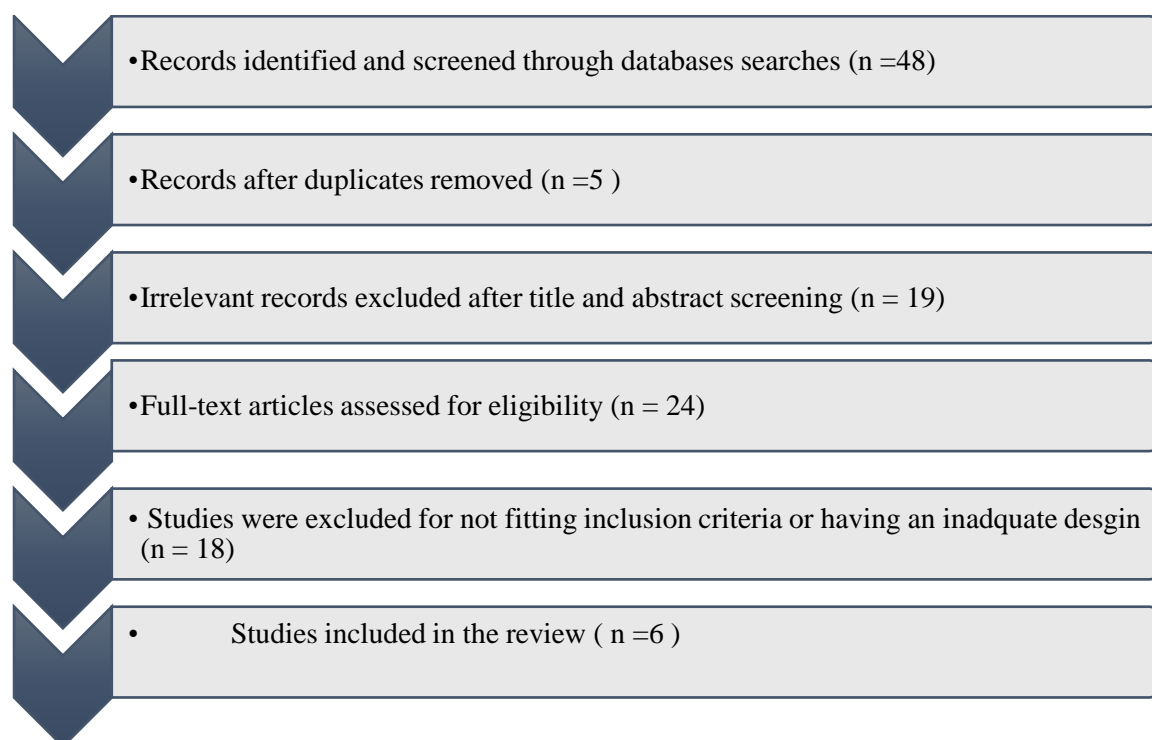 •Records identified and screened through databases searches (n =48)
•Records after duplicates removed (n =5 )
•Irrelevant records excluded after title and abstract screening (n = 19)
•Full-text articles assessed for eligibility (n = 24)
• Studies were excluded for not fitting inclusion criteria or having an inadquate desgin
(n = 18)
• Studies included in the review ( n =6 )